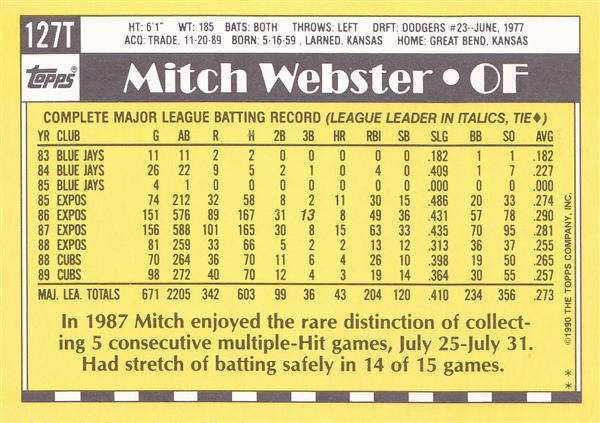 127T
HT: 6'1" WT: 185 BATS: BOTH THROWS: LEFT DRFT: DODGERS #23--JUNE, 1977
ACQ: TRADE, 11-20-89 BORN: 5-16-59 , LARNED, KANSAS HOME: GREAT BEND, KANSAS
Topps
Mitch Webster • OF
COMPLETE MAJOR LEAGUE BATTING RECORD (LEAGUE LEADER IN ITALICS, TIE♦)
YR CLUB G AB R H 2B 3B HR RBI SB SLG BB SO AVG
83 BLUE JAYS 11 11 2 2 0 0 0 0 0 .182 1 1 .182
84 BLUE JAYS 26 22 9 5 2 1 0 4 0 .409 1 7 .227
85 BLUE JAYS 4 1 0 0 0 0 0 0 0 .000 0 0 .000
85 EXPOS 74 212 32 58 8 2 11 30 15 .486 20 33 .274
86 EXPOS 151 576 89 167 31 13 8 49 36 .431 57 78 .290
87 EXPOS 156 588 101 165 30 8 15 63 33 .435 70 95 .281
88 EXPOS 81 259 33 66 5 2 2 13 12 .313 36 37 .255
88 CUBS 70 264 36 70 11 6 4 26 10 .398 19 50 .265
89 CUBS 98 272 40 70 12 4 3 19 14 .364 30 55 .257
MAJ. LEA. TOTALS 671 2205 342 603 99 36 43 204 120 .410 234 356 .273
In 1987 Mitch enjoyed the rare distinction of collect-
ing 5 consecutive multiple-Hit games, July 25-July 31.
Had stretch of batting safely in 14 of 15 games.
©1990 THE TOPPS COMPANY, INC.
* *